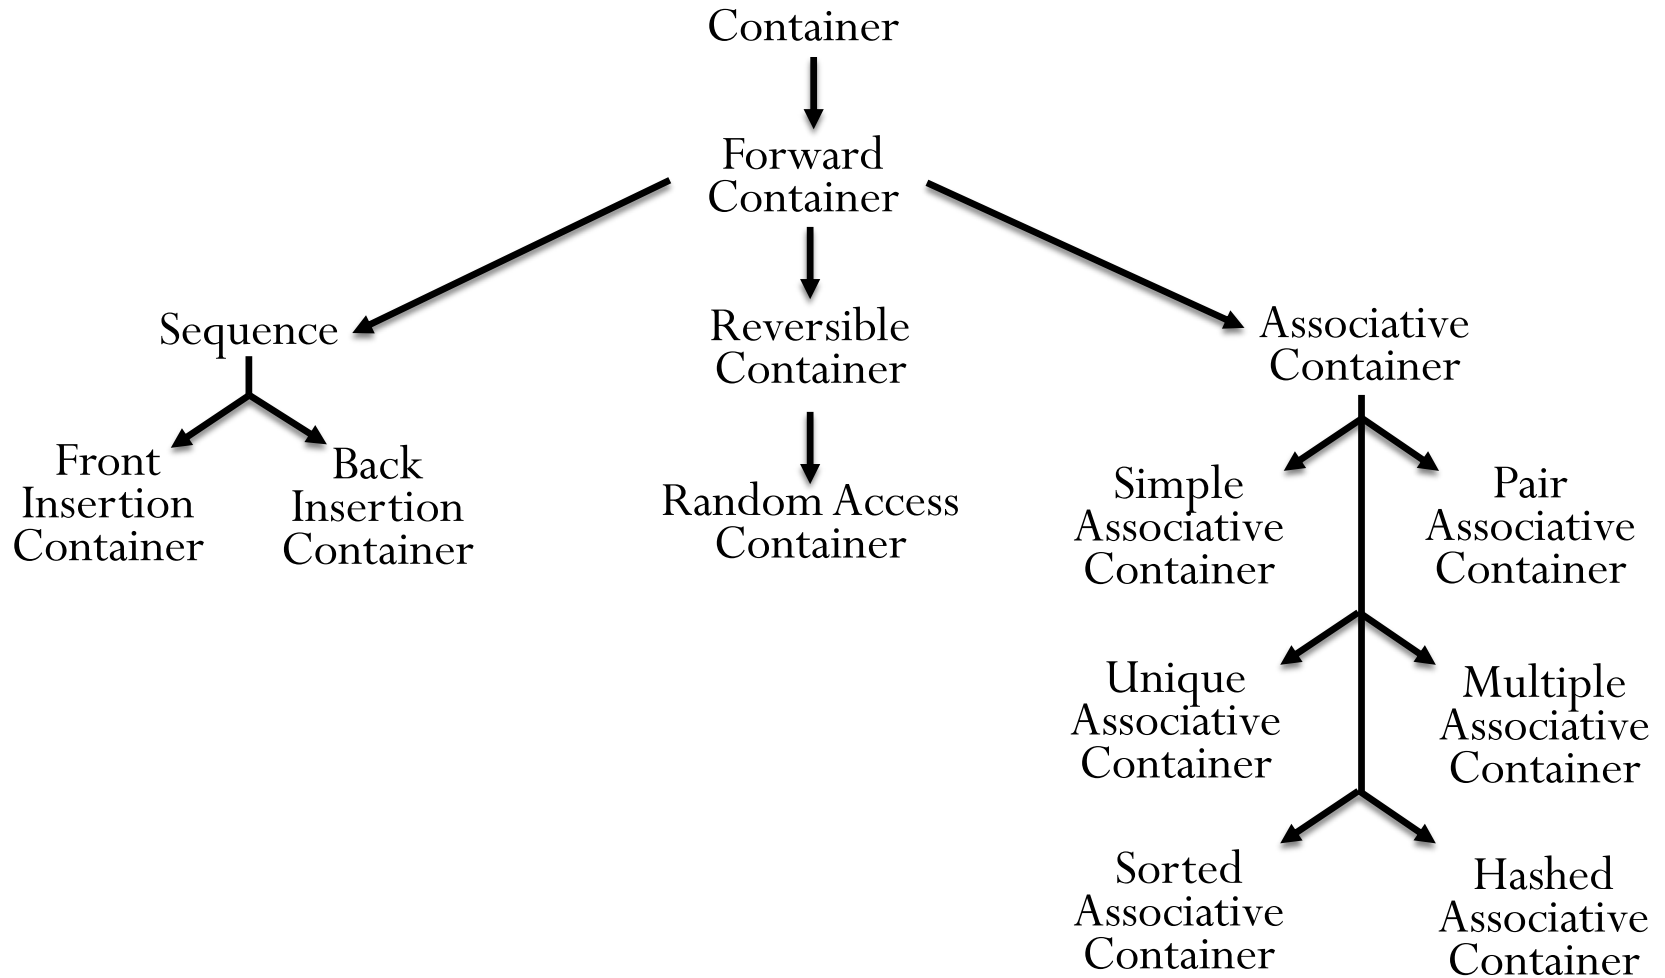 Container
Forward
Container
Sequence
Reversible
Container
Associative
Container
Front
Insertion
Container
Back
Insertion
Container
Random Access
Container
Simple
Associative
Container
Pair
Associative
Container
Unique
Associative
Container
Multiple
Associative
Container
Sorted
Associative
Container
Hashed
Associative
Container